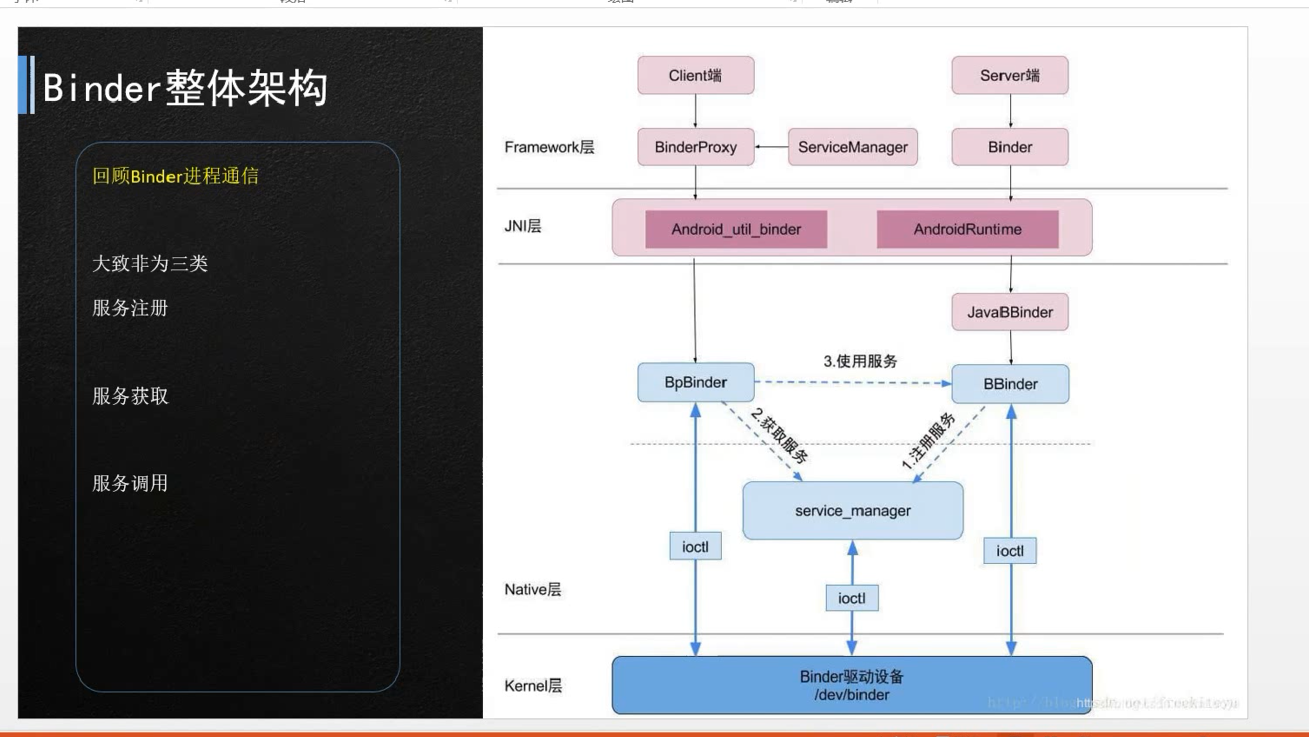 Binder整体架构
回顾Binder进程通信
大致非为三类
服务注册
服务获取
服务调用
Client端
Server端
Framework层
BinderProxy
ServiceManager
Binder
JNI层
Android_util_binder
AndroidRuntime
JavaBBinder
3.使用服务
BpBinder
BBinder
2.获取服务
1.注册服务
service_manager
ioctl
ioctl
ioctl
Native层
Kernel层
Binder驱动设备
/dev/binder